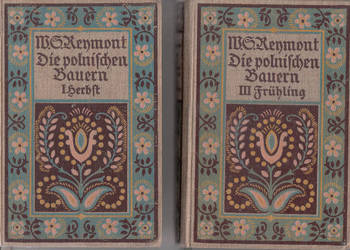 W S Reymont
Die polnischen
Bauern
I. Herbst
W S Reymont
Die polnischen
Bauern
III Frühling